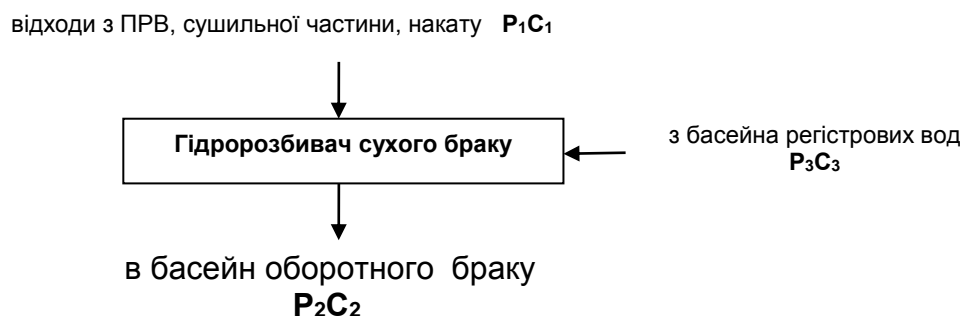 відходи з ПРВ, сушильної частини, накату P₁C₁
Гідророзбивач сухого браку
з басейна регістрових вод
P₃C₃
в басейн оборотного браку
P₂C₂